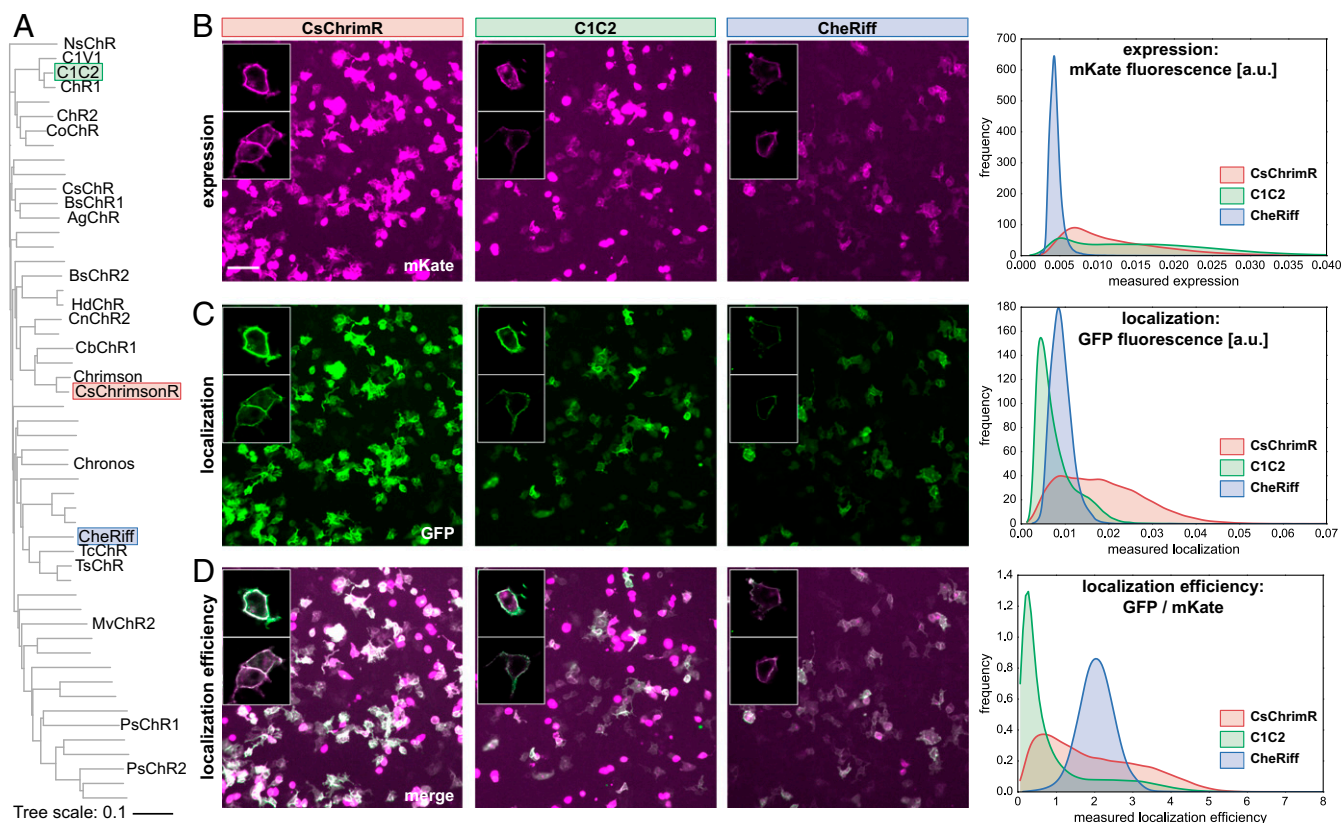 A
NsChR
C1V1
C1C2
ChR1
ChR2
CoChR
CsChR
BsChR1
AgChR
BsChR2
HdChR
CnChR2
CbChR1
Chrimson
CsChrimsonR
Chronos
CheRiff
TcChR
TsChR
MvChR2
PsChR1
PsChR2
Tree scale: 0.1
B
CsChrimR
C1C2
CheRiff
expression
mKate
expression:
mKate fluorescence [a.u.]
frequency
700
600
500
400
300
200
100
0
CsChrimR
C1C2
CheRiff
0.000 0.005 0.010 0.015 0.020 0.025 0.030 0.035 0.040
measured expression
C
localization
GFP
localization:
GFP fluorescence [a.u.]
frequency
180
160
140
120
100
80
60
40
20
0
CsChrimR
C1C2
CheRiff
0.00 0.01 0.02 0.03 0.04 0.05 0.06 0.07
measured localization
D
localization efficiency
merge
localization efficiency:
GFP / mKate
frequency
1.4
1.2
1.0
0.8
0.6
0.4
0.2
0.0
CsChrimR
C1C2
CheRiff
0 1 2 3 4 5 6 7 8
measured localization efficiency